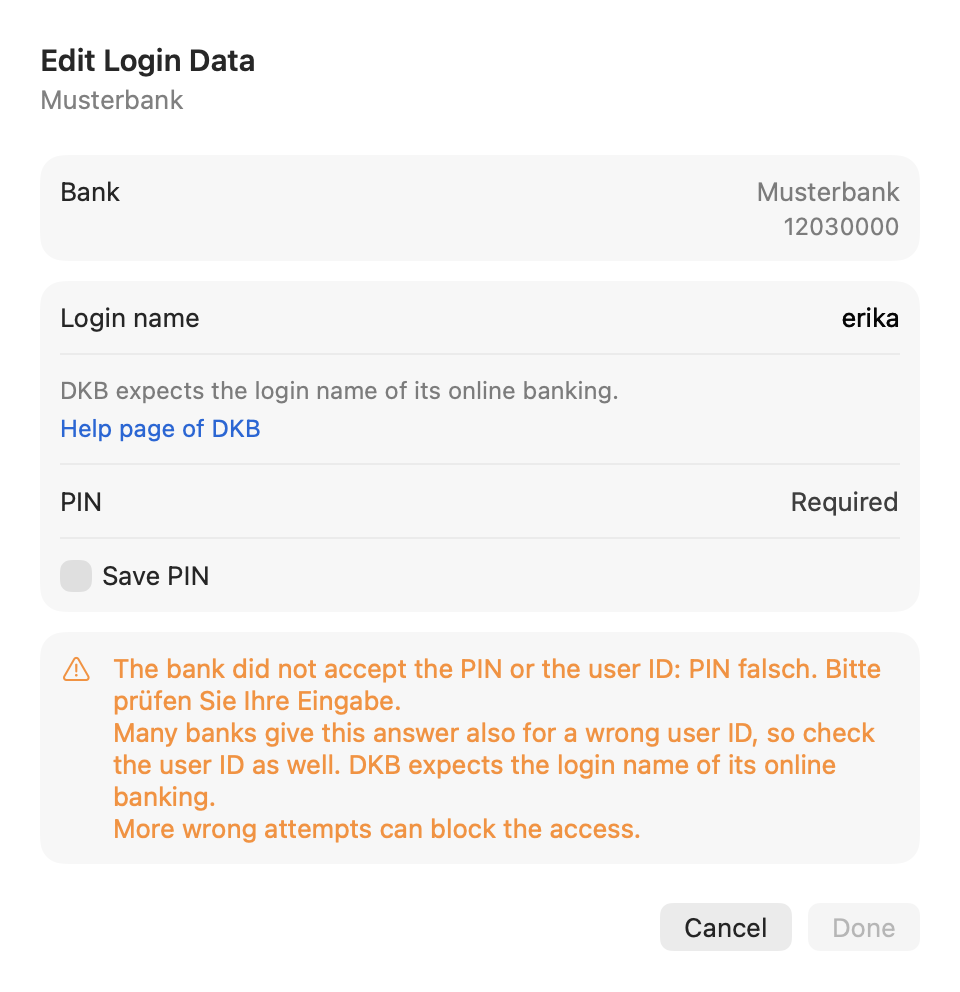 Edit Login Data
Musterbank
Bank
Musterbank
12030000
Login name
erika
DKB expects the login name of its online banking.
Help page of DKB
PIN
Required
Save PIN
The bank did not accept the PIN or the user ID: PIN falsch. Bitte
prüfen Sie Ihre Eingabe.
Many banks give this answer also for a wrong user ID, so check
the user ID as well. DKB expects the login name of its online
banking.
More wrong attempts can block the access.
Cancel
Done